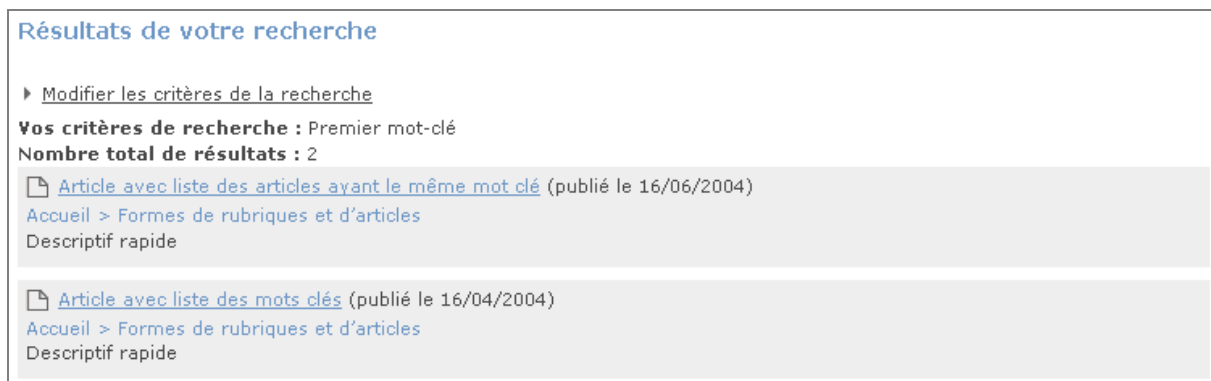 Résultats de votre recherche
Modifier les critères de la recherche
Vos critères de recherche : Premier mot-clé
Nombre total de résultats : 2
Article avec liste des articles ayant le même mot clé (publié le 16/06/2004)
Accueil > Formes de rubriques et d’articles
Descriptif rapide
Article avec liste des mots clés (publié le 16/04/2004)
Accueil > Formes de rubriques et d’articles
Descriptif rapide